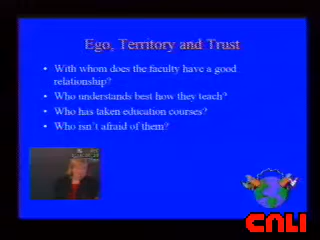 Ego, Territory and Trust
• With whom does the faculty have a good
relationship?
• Who understands best how they teach?
• Who has taken education courses?
• Who isn't afraid of them?
CNLI